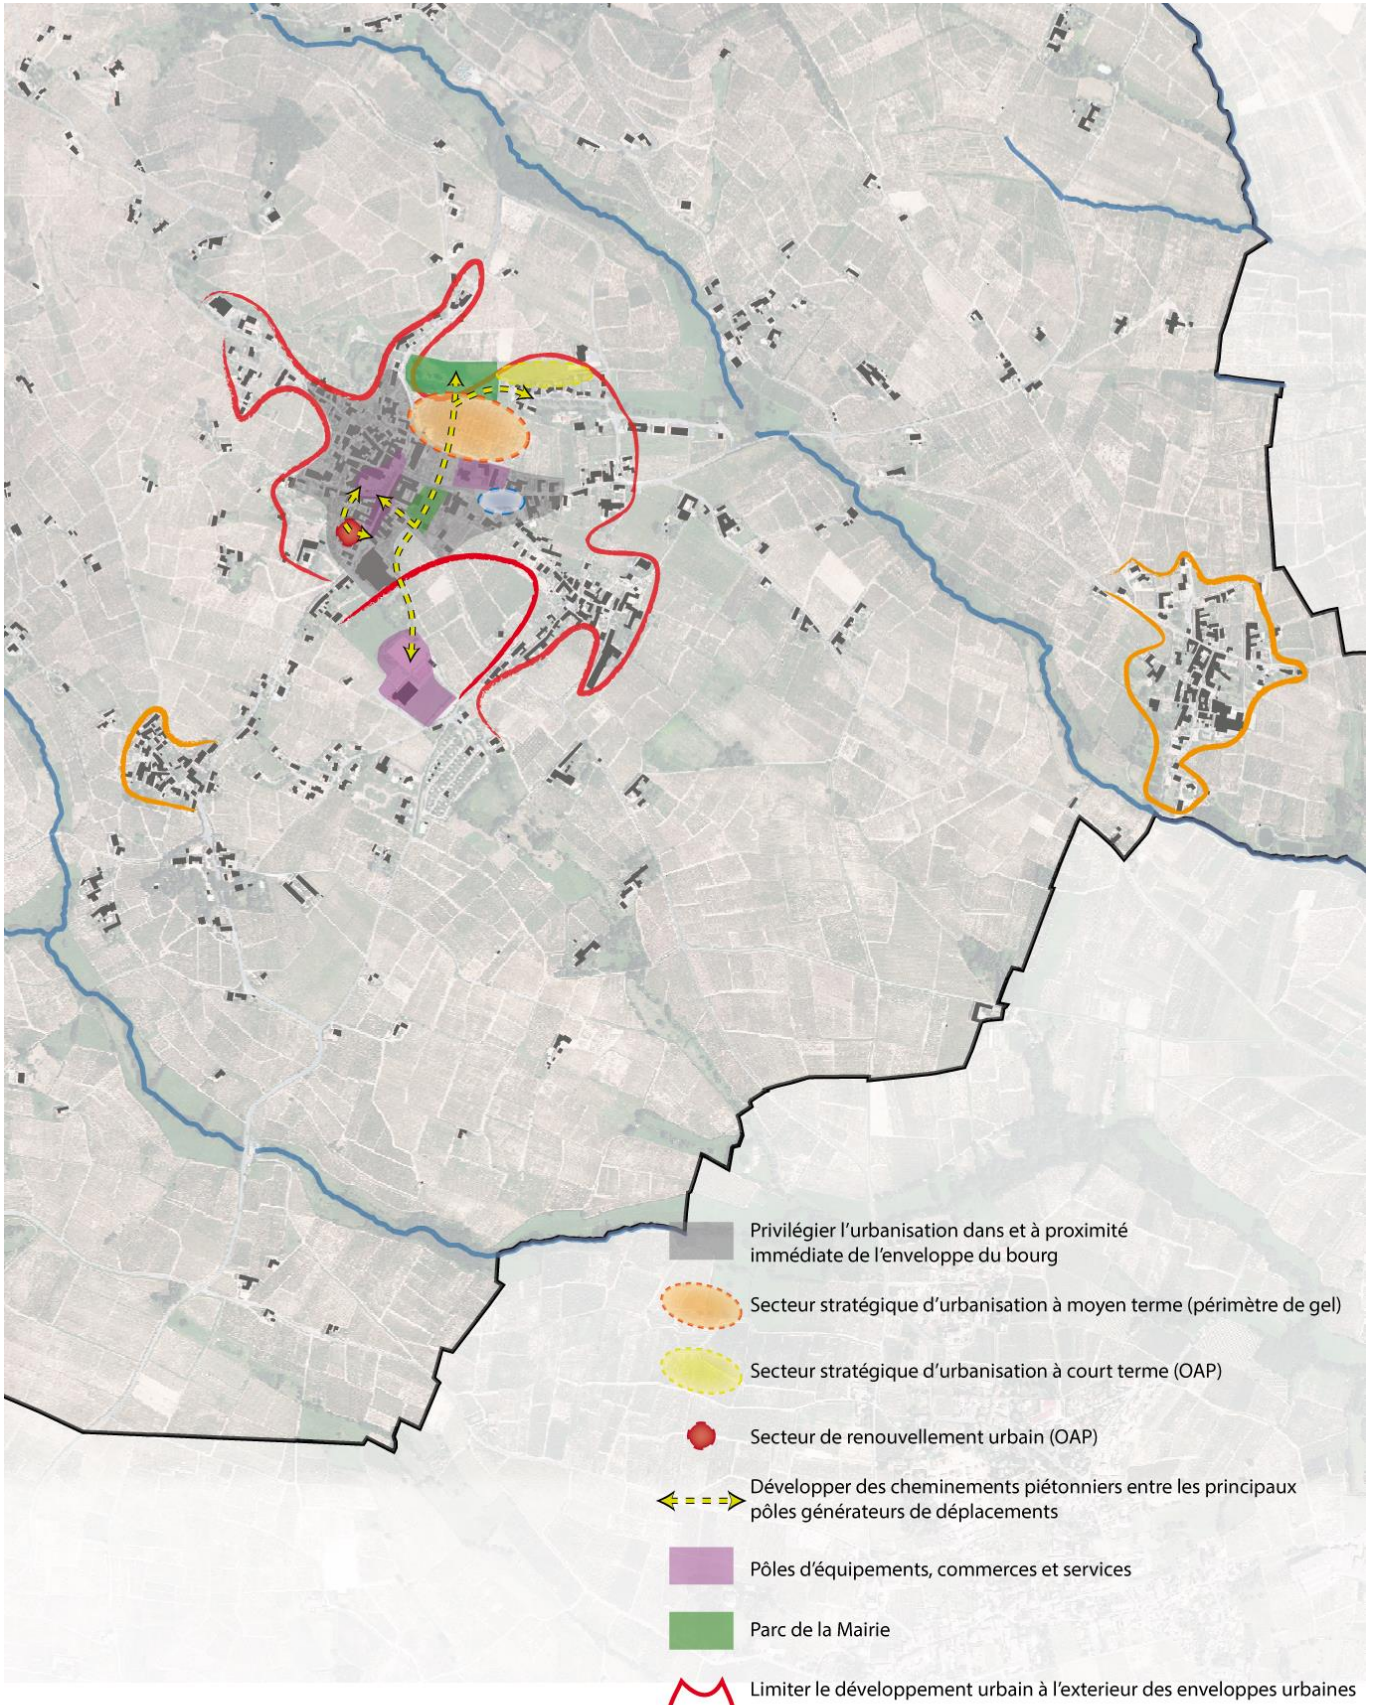 Privilégier l'urbanisation dans et à proximité
immédiate de l'enveloppe du bourg
Secteur stratégique d'urbanisation à moyen terme (périmètre de gel)
Secteur stratégique d'urbanisation à court terme (OAP)
Secteur de renouvellement urbain (OAP)
Développer des cheminements piétonniers entre les principaux
pôles générateurs de déplacements
Pôles d'équipements, commerces et services
Parc de la Mairie
Limiter le développement urbain à l'exterieur des enveloppes urbaines